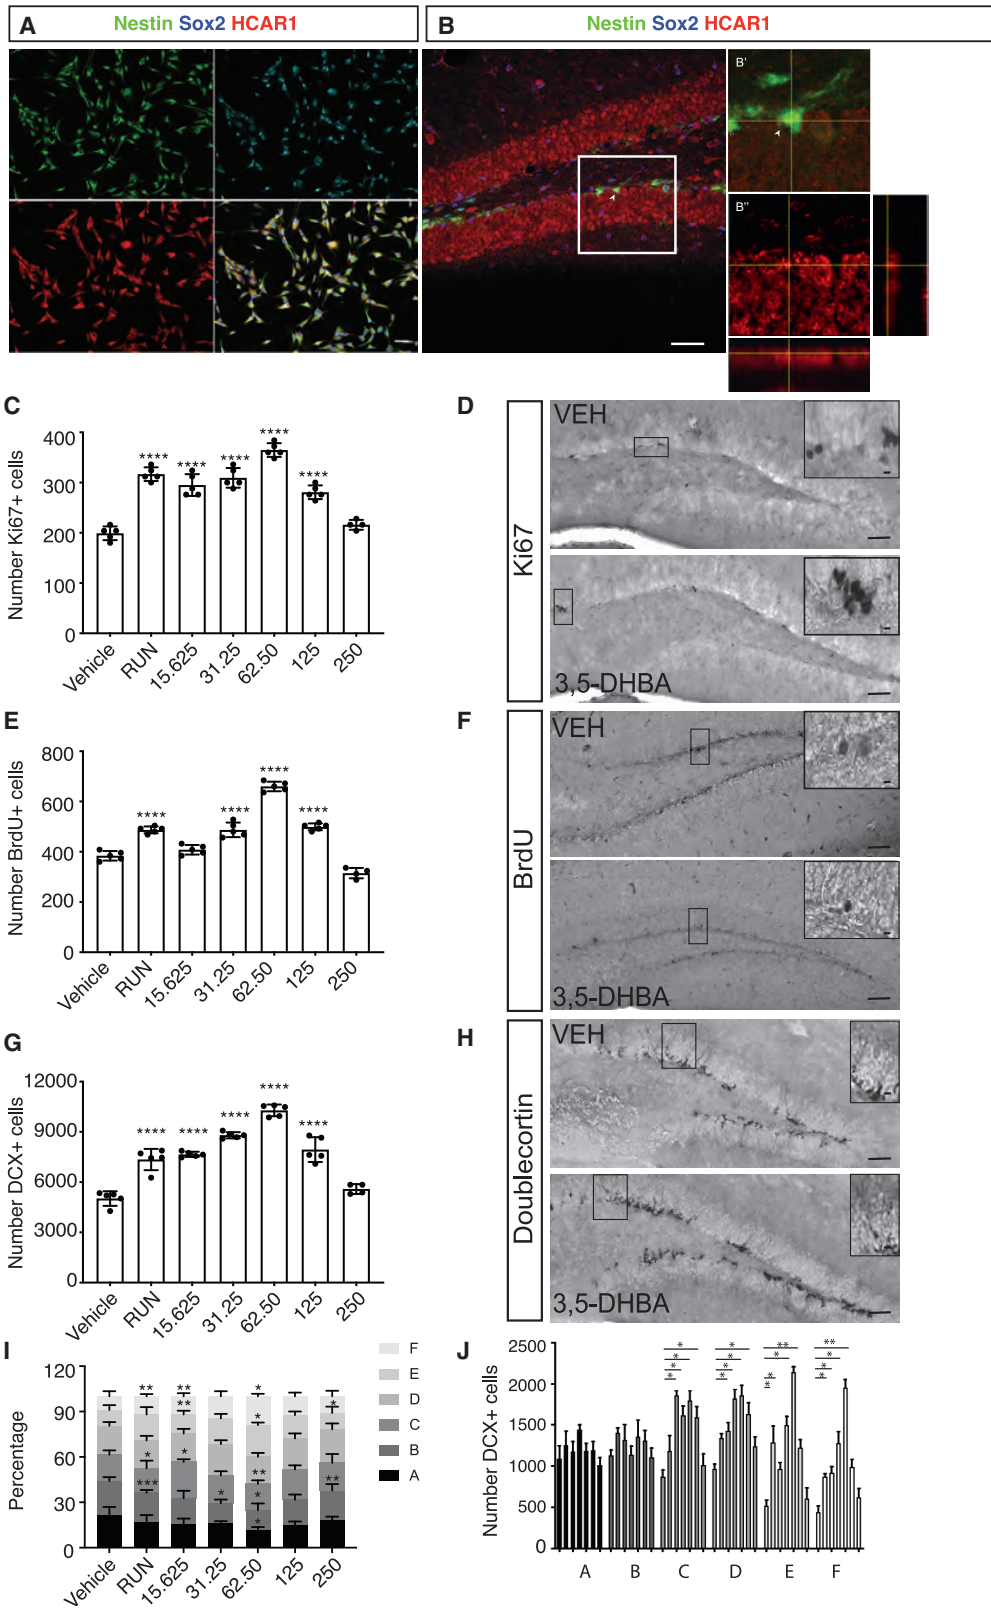 A
Nestin Sox2 HCAR1
B
Nestin Sox2 HCAR1
B'
B''
C
Number Ki67+ cells
400
300
200
100
0
****
****
****
****
****
Vehicle
RUN
15.625
31.25
62.50
125
250
D
Ki67
VEH
3,5-DHBA
E
Number BrdU+ cells
800
600
400
200
0
****
****
****
****
Vehicle
RUN
15.625
31.25
62.50
125
250
F
BrdU
VEH
3,5-DHBA
G
Number DCX+ cells
12000
9000
6000
3000
0
****
****
****
****
****
Vehicle
RUN
15.625
31.25
62.50
125
250
H
Doublecortin
VEH
3,5-DHBA
I
Percentage
120
90
60
30
0
**
*
***
**
**
*
*
*
*
**
*
*
*
**
Vehicle
RUN
15.625
31.25
62.50
125
250
F
E
D
C
B
A
J
Number DCX+ cells
2500
2000
1500
1000
500
0
*
*
*
*
*
*
*
*
**
*
*
*
**
*
*
*
A
B
C
D
E
F